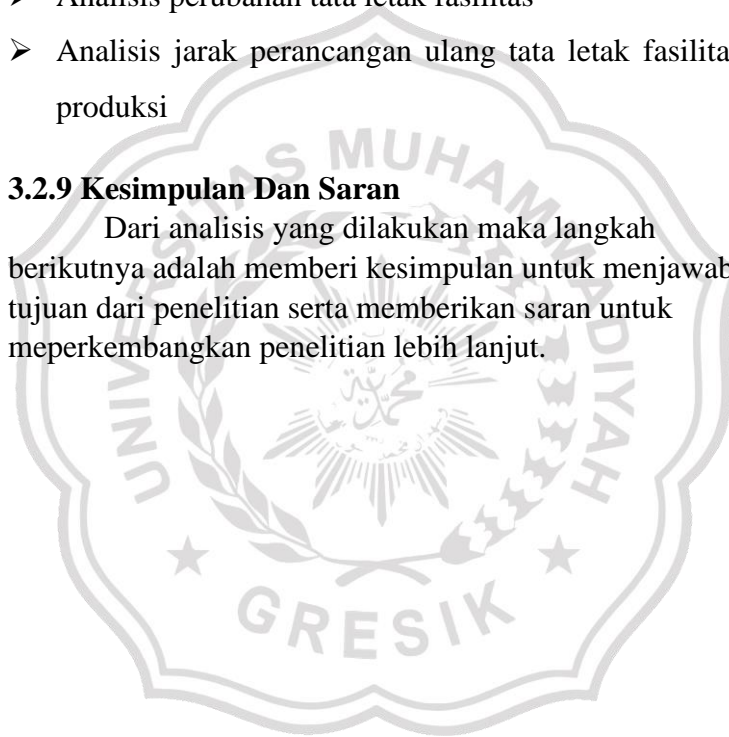 ➢ Analisis perubahan tata letak fasilitas
➢ Analisis jarak perancangan ulang tata letak fasilita
produksi
3.2.9 Kesimpulan Dan Saran
Dari analisis yang dilakukan maka langkah
berikutnya adalah memberi kesimpulan untuk menjawab
tujuan dari penelitian serta memberikan saran untuk
meperkembangkan penelitian lebih lanjut.
UNIVERSITAS MUHAMMADIYAH
GRESIK